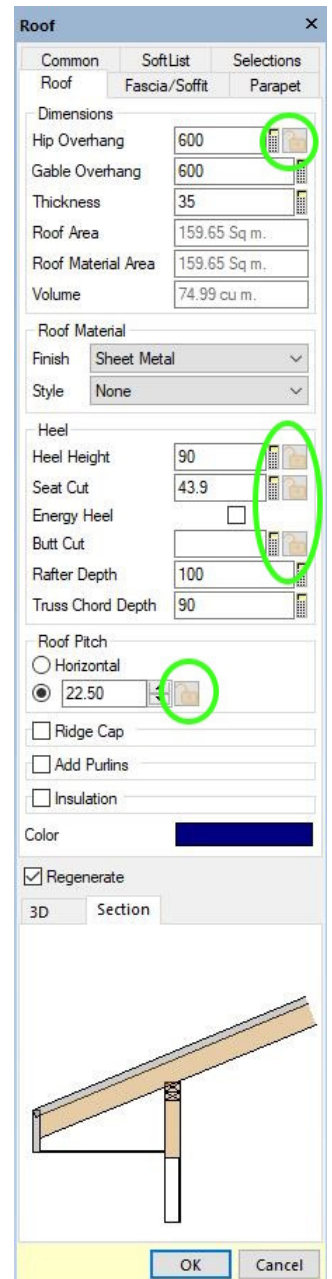 Roof ×
Common SoftList Selections
Roof Fascia/Soffit Parapet
Dimensions
Hip Overhang 600
Gable Overhang 600
Thickness 35
Roof Area 159.65 Sq m.
Roof Material Area 159.65 Sq m.
Volume 74.99 cu m.
Roof Material
Finish Sheet Metal
Style None
Heel
Heel Height 90
Seat Cut 43.9
Energy Heel
Butt Cut
Rafter Depth 100
Truss Chord Depth 90
Roof Pitch
Horizontal
22.50
Ridge Cap
Add Purlins
Insulation
Color
Regenerate
3D Section
OK Cancel